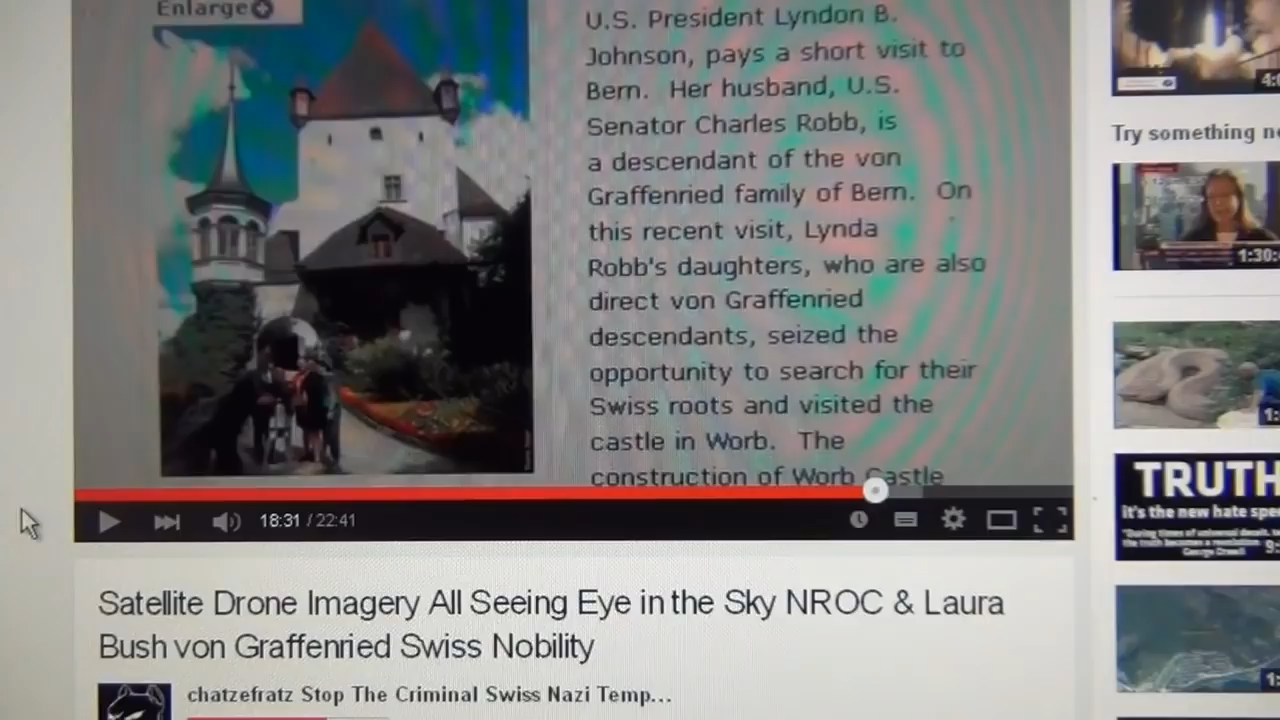 Enlarge
U.S. President Lyndon B.
Johnson, pays a short visit to
Bern. Her husband, U.S.
Senator Charles Robb, is
a descendant of the von
Graffenried family of Bern. On
this recent visit, Lynda
Robb's daughters, who are also
direct von Graffenried
descendants, seized the
opportunity to search for their
Swiss roots and visited the
castle in Worb. The
construction of Worb Castle
18:31 / 22:41
Satellite Drone Imagery All Seeing Eye in the Sky NROC & Laura
Bush von Graffenried Swiss Nobility
chatzefratz Stop The Criminal Swiss Nazi Temp...
Try something
1:30:
TRUTH
it's the new hate
George Orwell